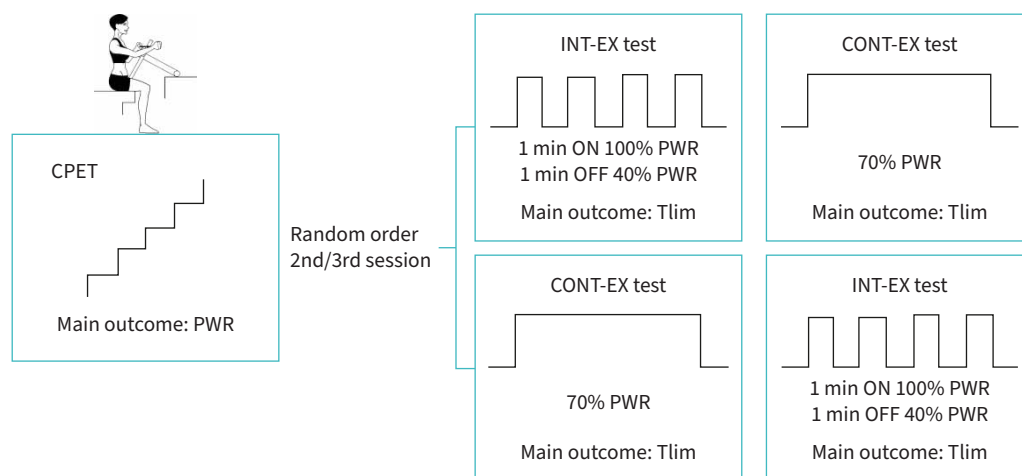 CPET
Main outcome: PWR
Random order
2nd/3rd session
INT-EX test
1 min ON 100% PWR
1 min OFF 40% PWR
Main outcome: Tlim
CONT-EX test
70% PWR
Main outcome: Tlim
CONT-EX test
70% PWR
Main outcome: Tlim
INT-EX test
1 min ON 100% PWR
1 min OFF 40% PWR
Main outcome: Tlim